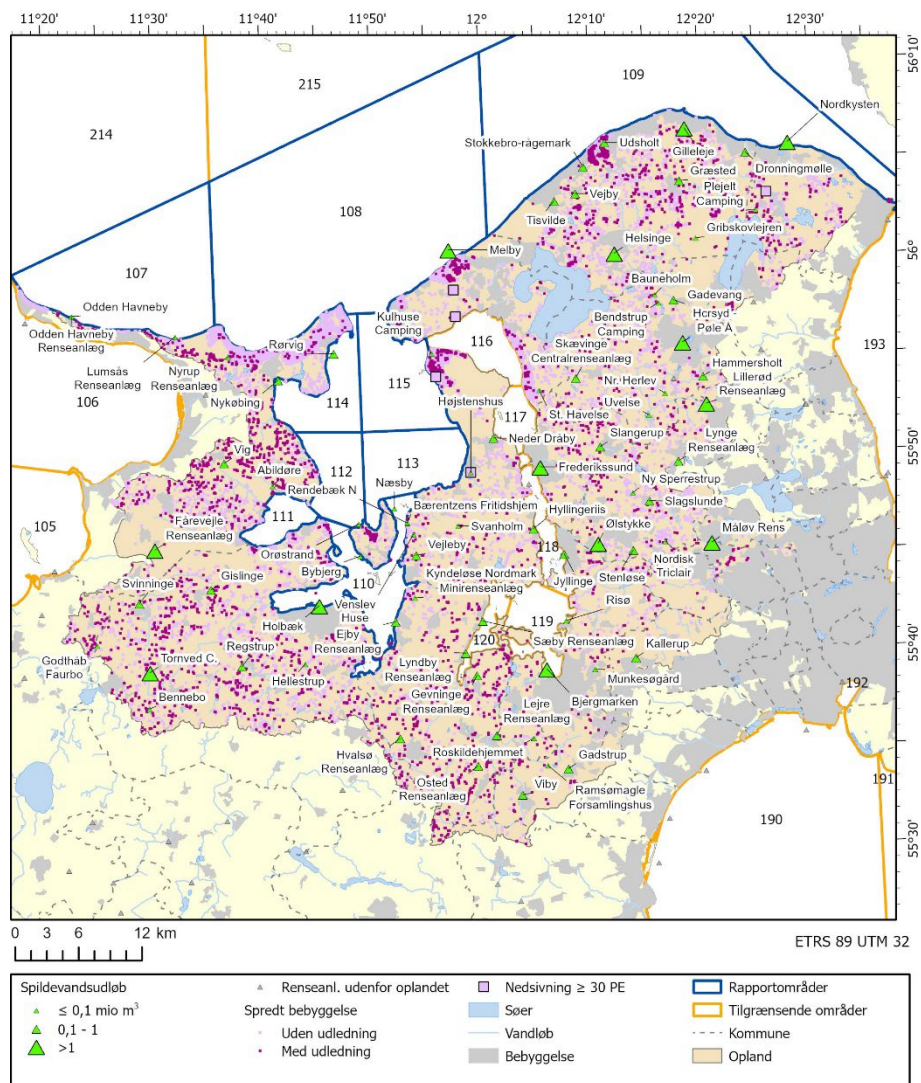 11°20'
11°30'
11°40'
11°50'
12°
12°10'
12°20'
12°30'
56°10'
56°0'
55°50'
55°40'
55°30'
215
109
214
108
107
Nordkysten
Stokkebro-rågemark
Udsholt
Gilleleje
Dronningmølle
Græsted
Plejelt
Camping
Vejby
Tisvilde
Gribskovlejren
Melby
Helsinge
Bauneholm
Gadevang
Odden Havneby
Odden Havneby
Renseanlæg
Kulhuse
Camping
116
Bendstrup
Camping
Hcrsyd
Pøle Å
193
Rørvig
Lumsås
Renseanlæg
Nyrup
Renseanlæg
Skævinge
Centralrenseanlæg
Hammersholt
Lillerød
Renseanlæg
106
115
114
Nr. Herlev
Nykøbing
Højstenshus
117
St. Havelse
Uvelse
Vig
Neder Dråby
Slangerup
Lynge
Renseanlæg
112
113
Abildøre
Rendebæk N
Næsby
Frederikssund
Ny Sperrestrup
Bærentzens Fritidshjem
Hyllingeriis
Slagslunde
105
111
Fårevejle
Renseanlæg
Svanholm
Ølstykke
Måløv Rens
Orøstrand
Vejleby
118
Bybjerg
Nordisk
Triclair
Svinninge
Gislinge
110
Kyndeløse Nordmark
Minirenseanlæg
Jyllinge
Stenløse
Venslev
Huse
Risø
Holbæk
119
Ejby
Renseanlæg
120
Sæby Renseanlæg
Kallerup
Godthåb
Faurbo
Tornved C.
Regstrup
Lyndby
Renseanlæg
Munkesøgård
Hellestrup
Gevninge
Renseanlæg
Lejre
Renseanlæg
Bjergmarken
192
Bennebo
Hvalsø
Renseanlæg
Roskildehjemmet
Gadstrup
191
Osted
Renseanlæg
Viby
Ramsømagle
Forsamlingshus
190
0 3 6 12 km
ETRS 89 UTM 32
Spildevandsudløb
≤ 0,1 mio m³
0,1 - 1
>1
Renseanl. udenfor oplandet
Spredt bebyggelse
Uden udledning
Med udledning
Nedsivning ≥ 30 PE
Søer
Vandløb
Bebyggelse
Rapportområder
Tilgrænsende områder
Kommune
Opland